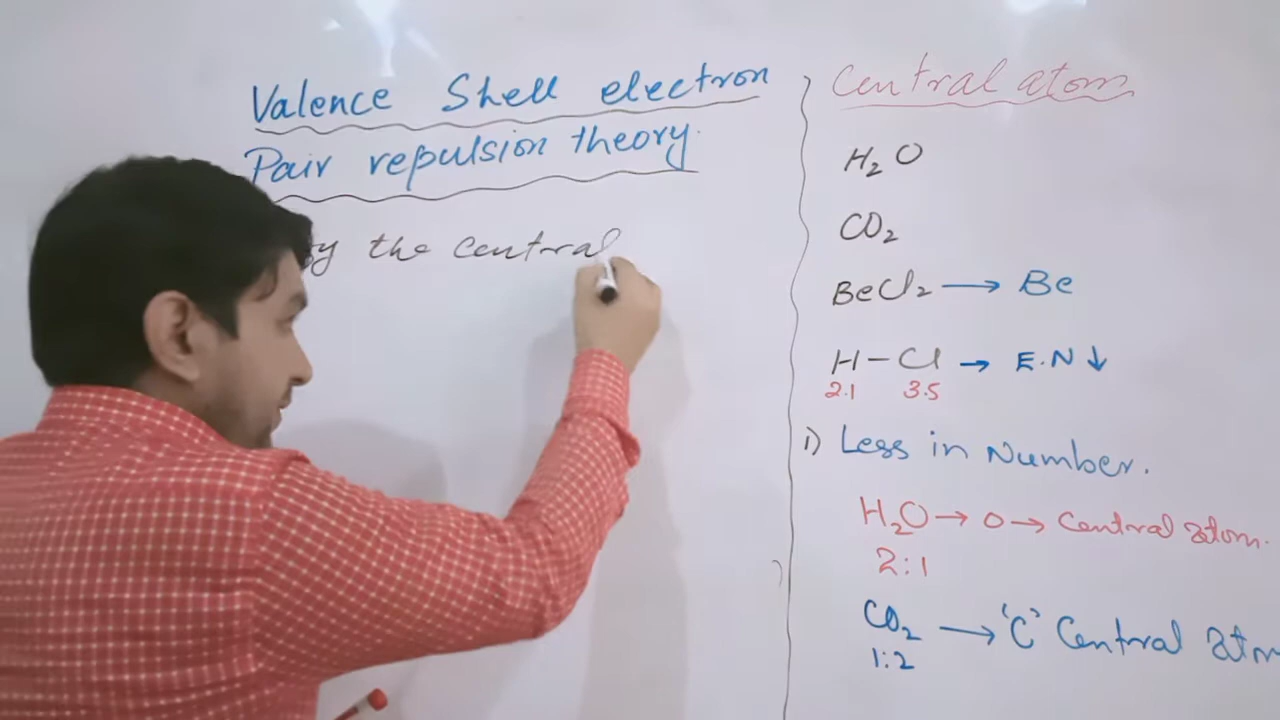 Valence Shell electron
Pair repulsion theory.
the central
Central atom
H₂O
CO₂
BeCl₂ → Be
H – Cl → E.N ↓
2.1 3.5
i) Less in Number.
H₂O → O → Central atom.
2:1
CO₂ → 'C' Central atm
1:2